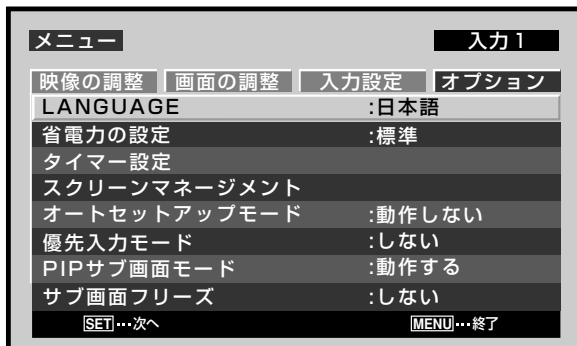 メニュー 入力1
映像の調整 画面の調整 入力設定 オプション
LANGUAGE :日本語
省電力の設定 :標準
タイマー設定
スクリーンマネージメント
オートセットアップモード :動作しない
優先入力モード :しない
PIPサブ画面モード :動作する
サブ画面フリーズ :しない
SET…次へ MENU…終了